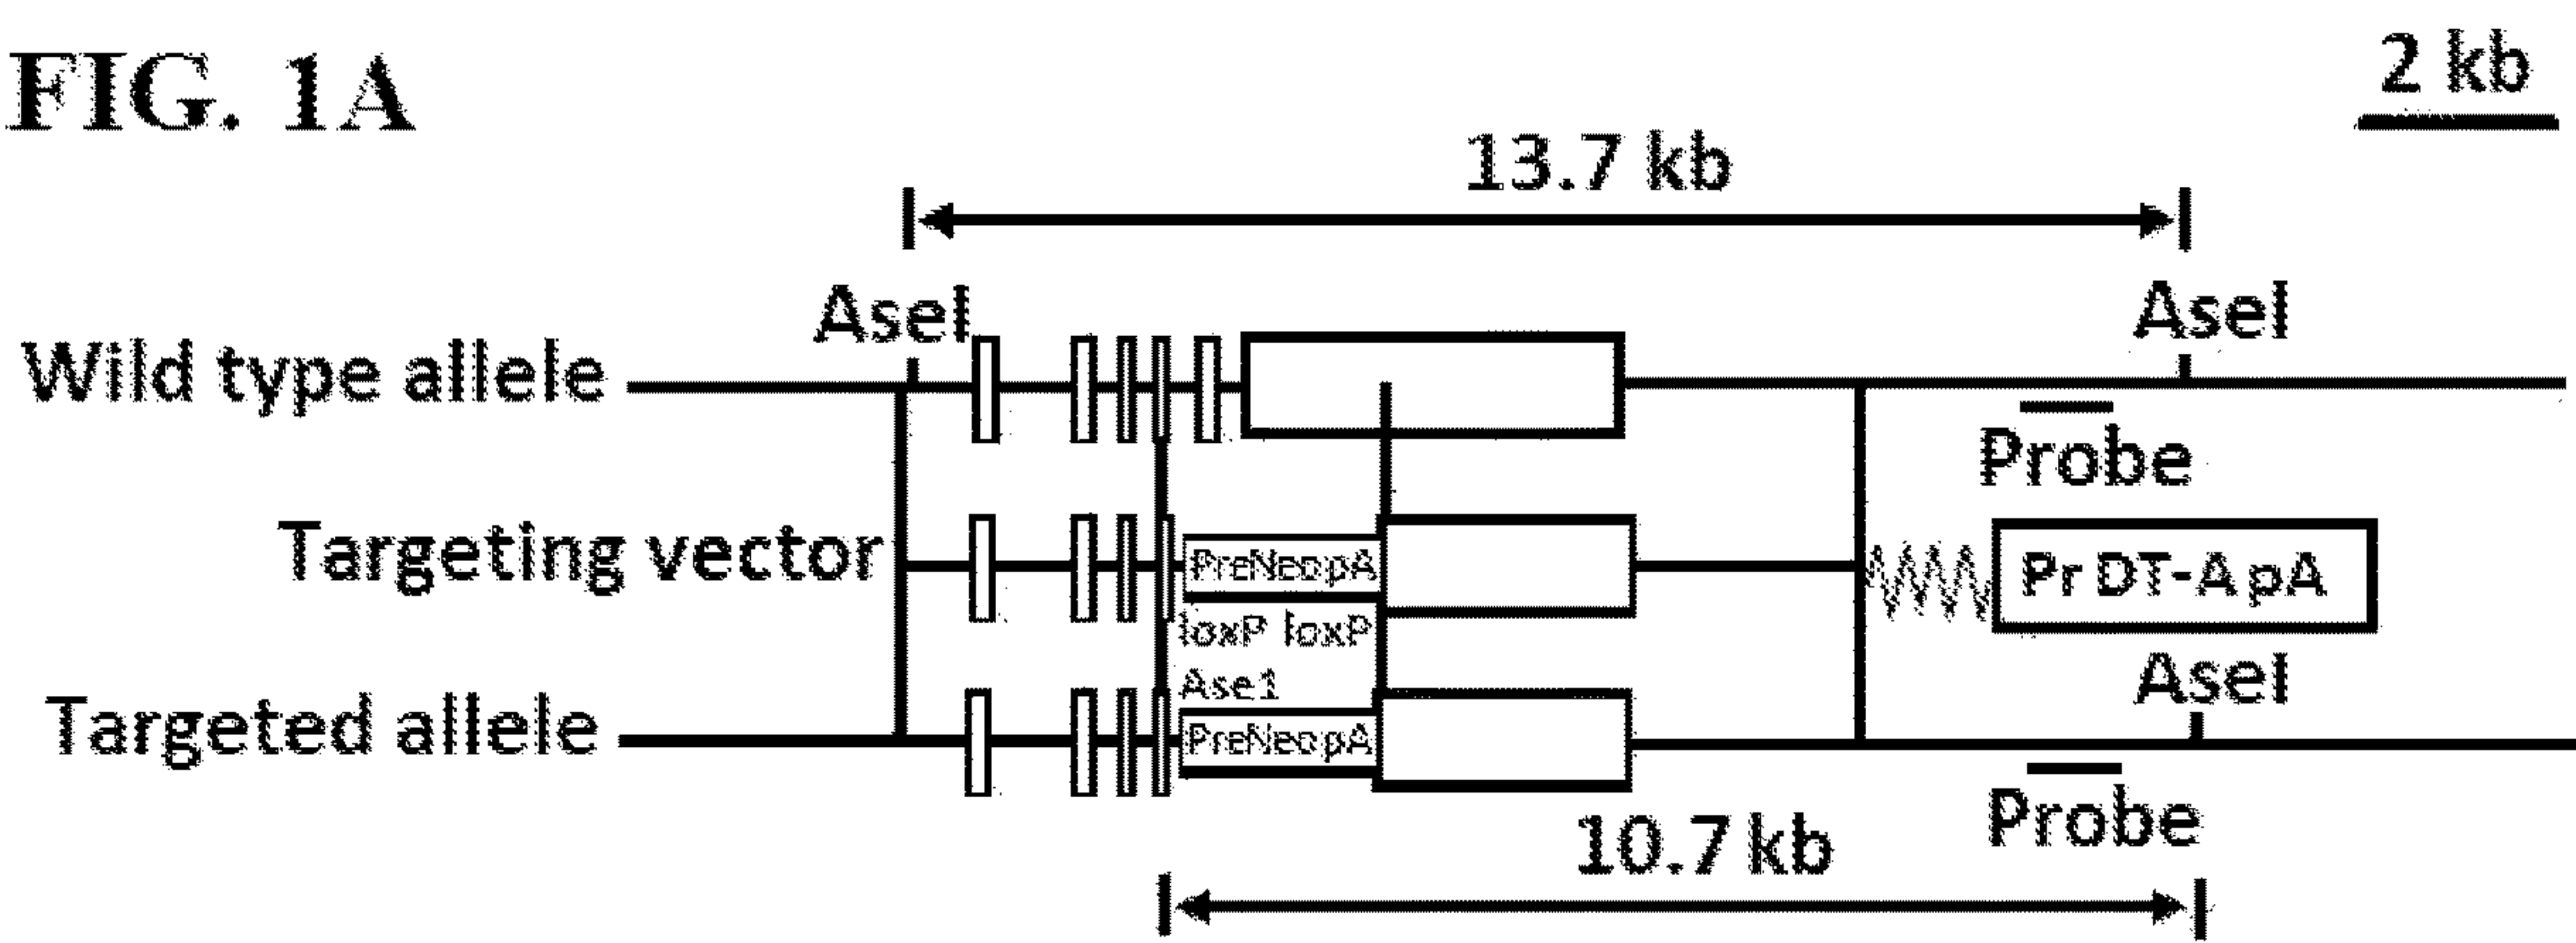 FIG. 1A
2 kb
13.7 kb
AseI
AseI
Wild type allele
Probe
Targeting vector
PreNeopA
Pr DT-A pA
loxP loxP
Ase1
AseI
Targeted allele
PreNeopA
Probe
10.7 kb